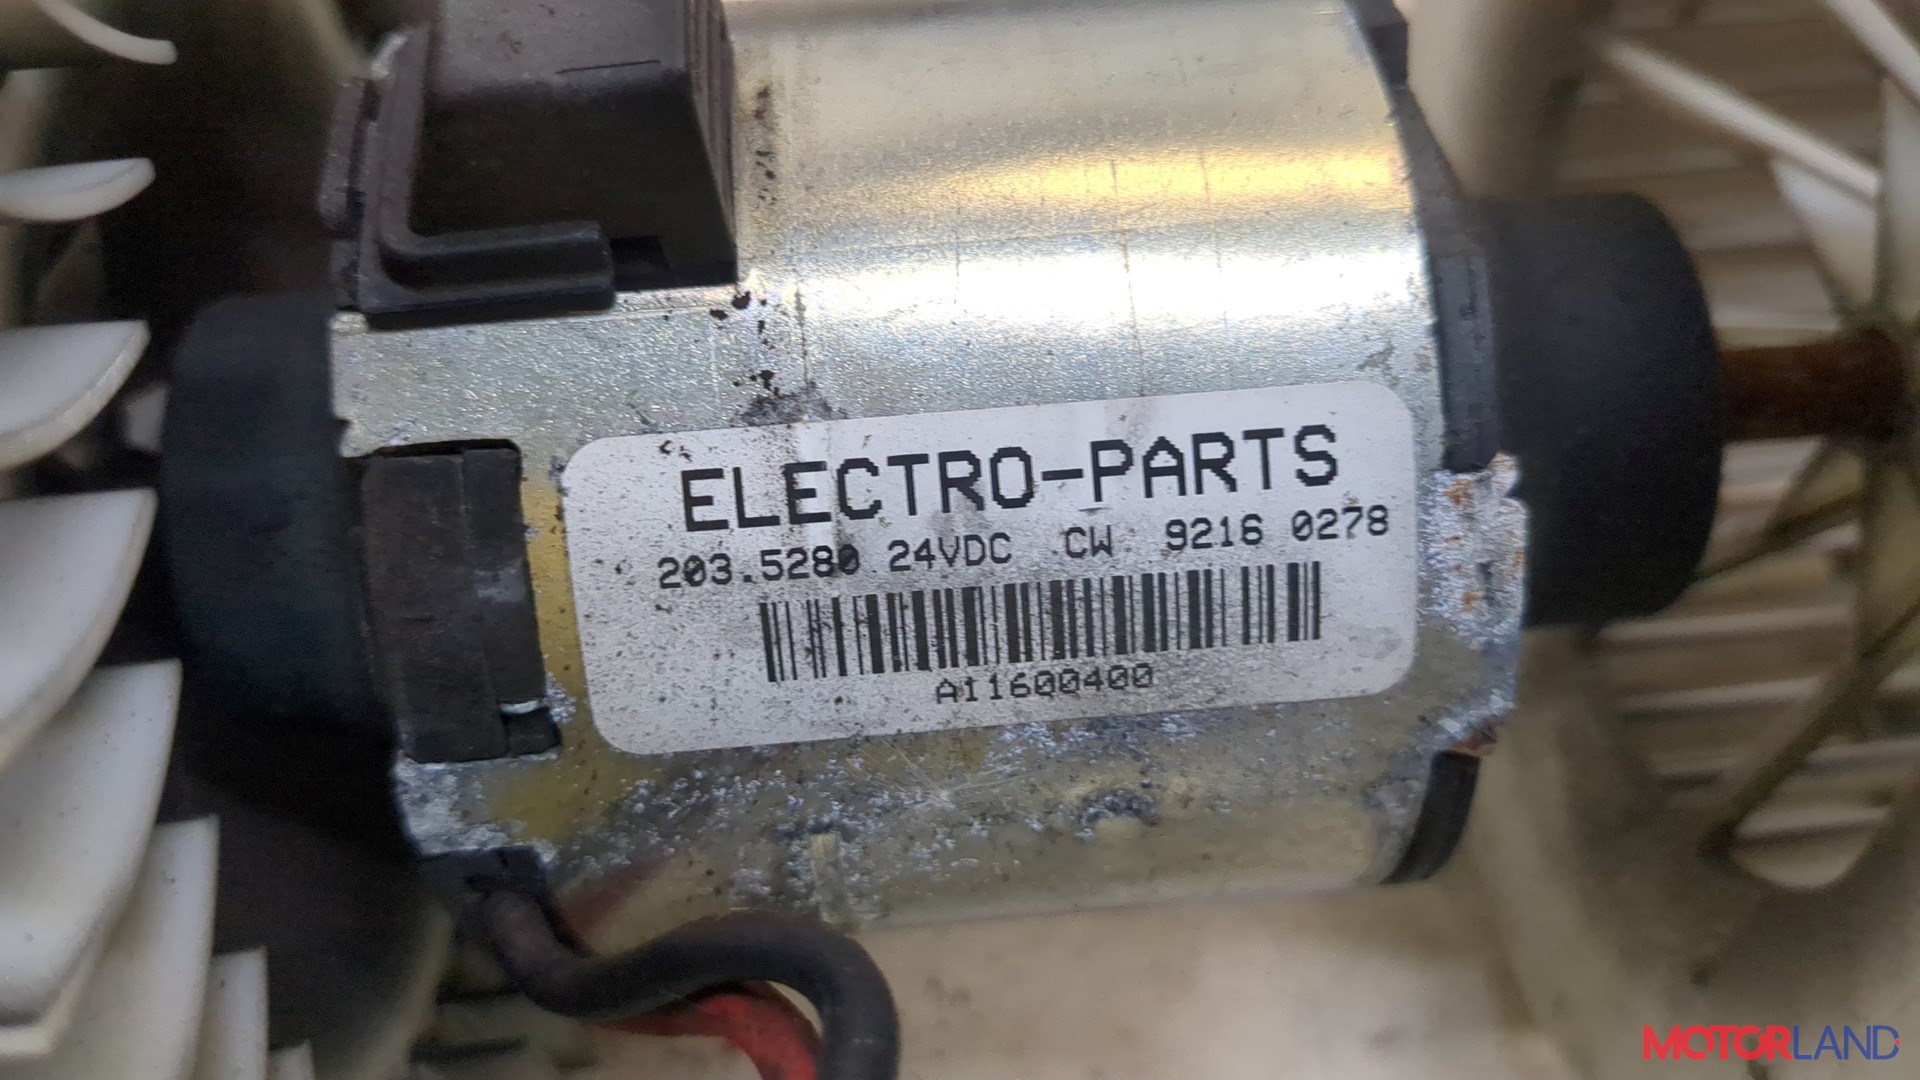 ELECTRO-PARTS
203.5280 24VDC CW 9216 0278
A11600400
MOTORLAND